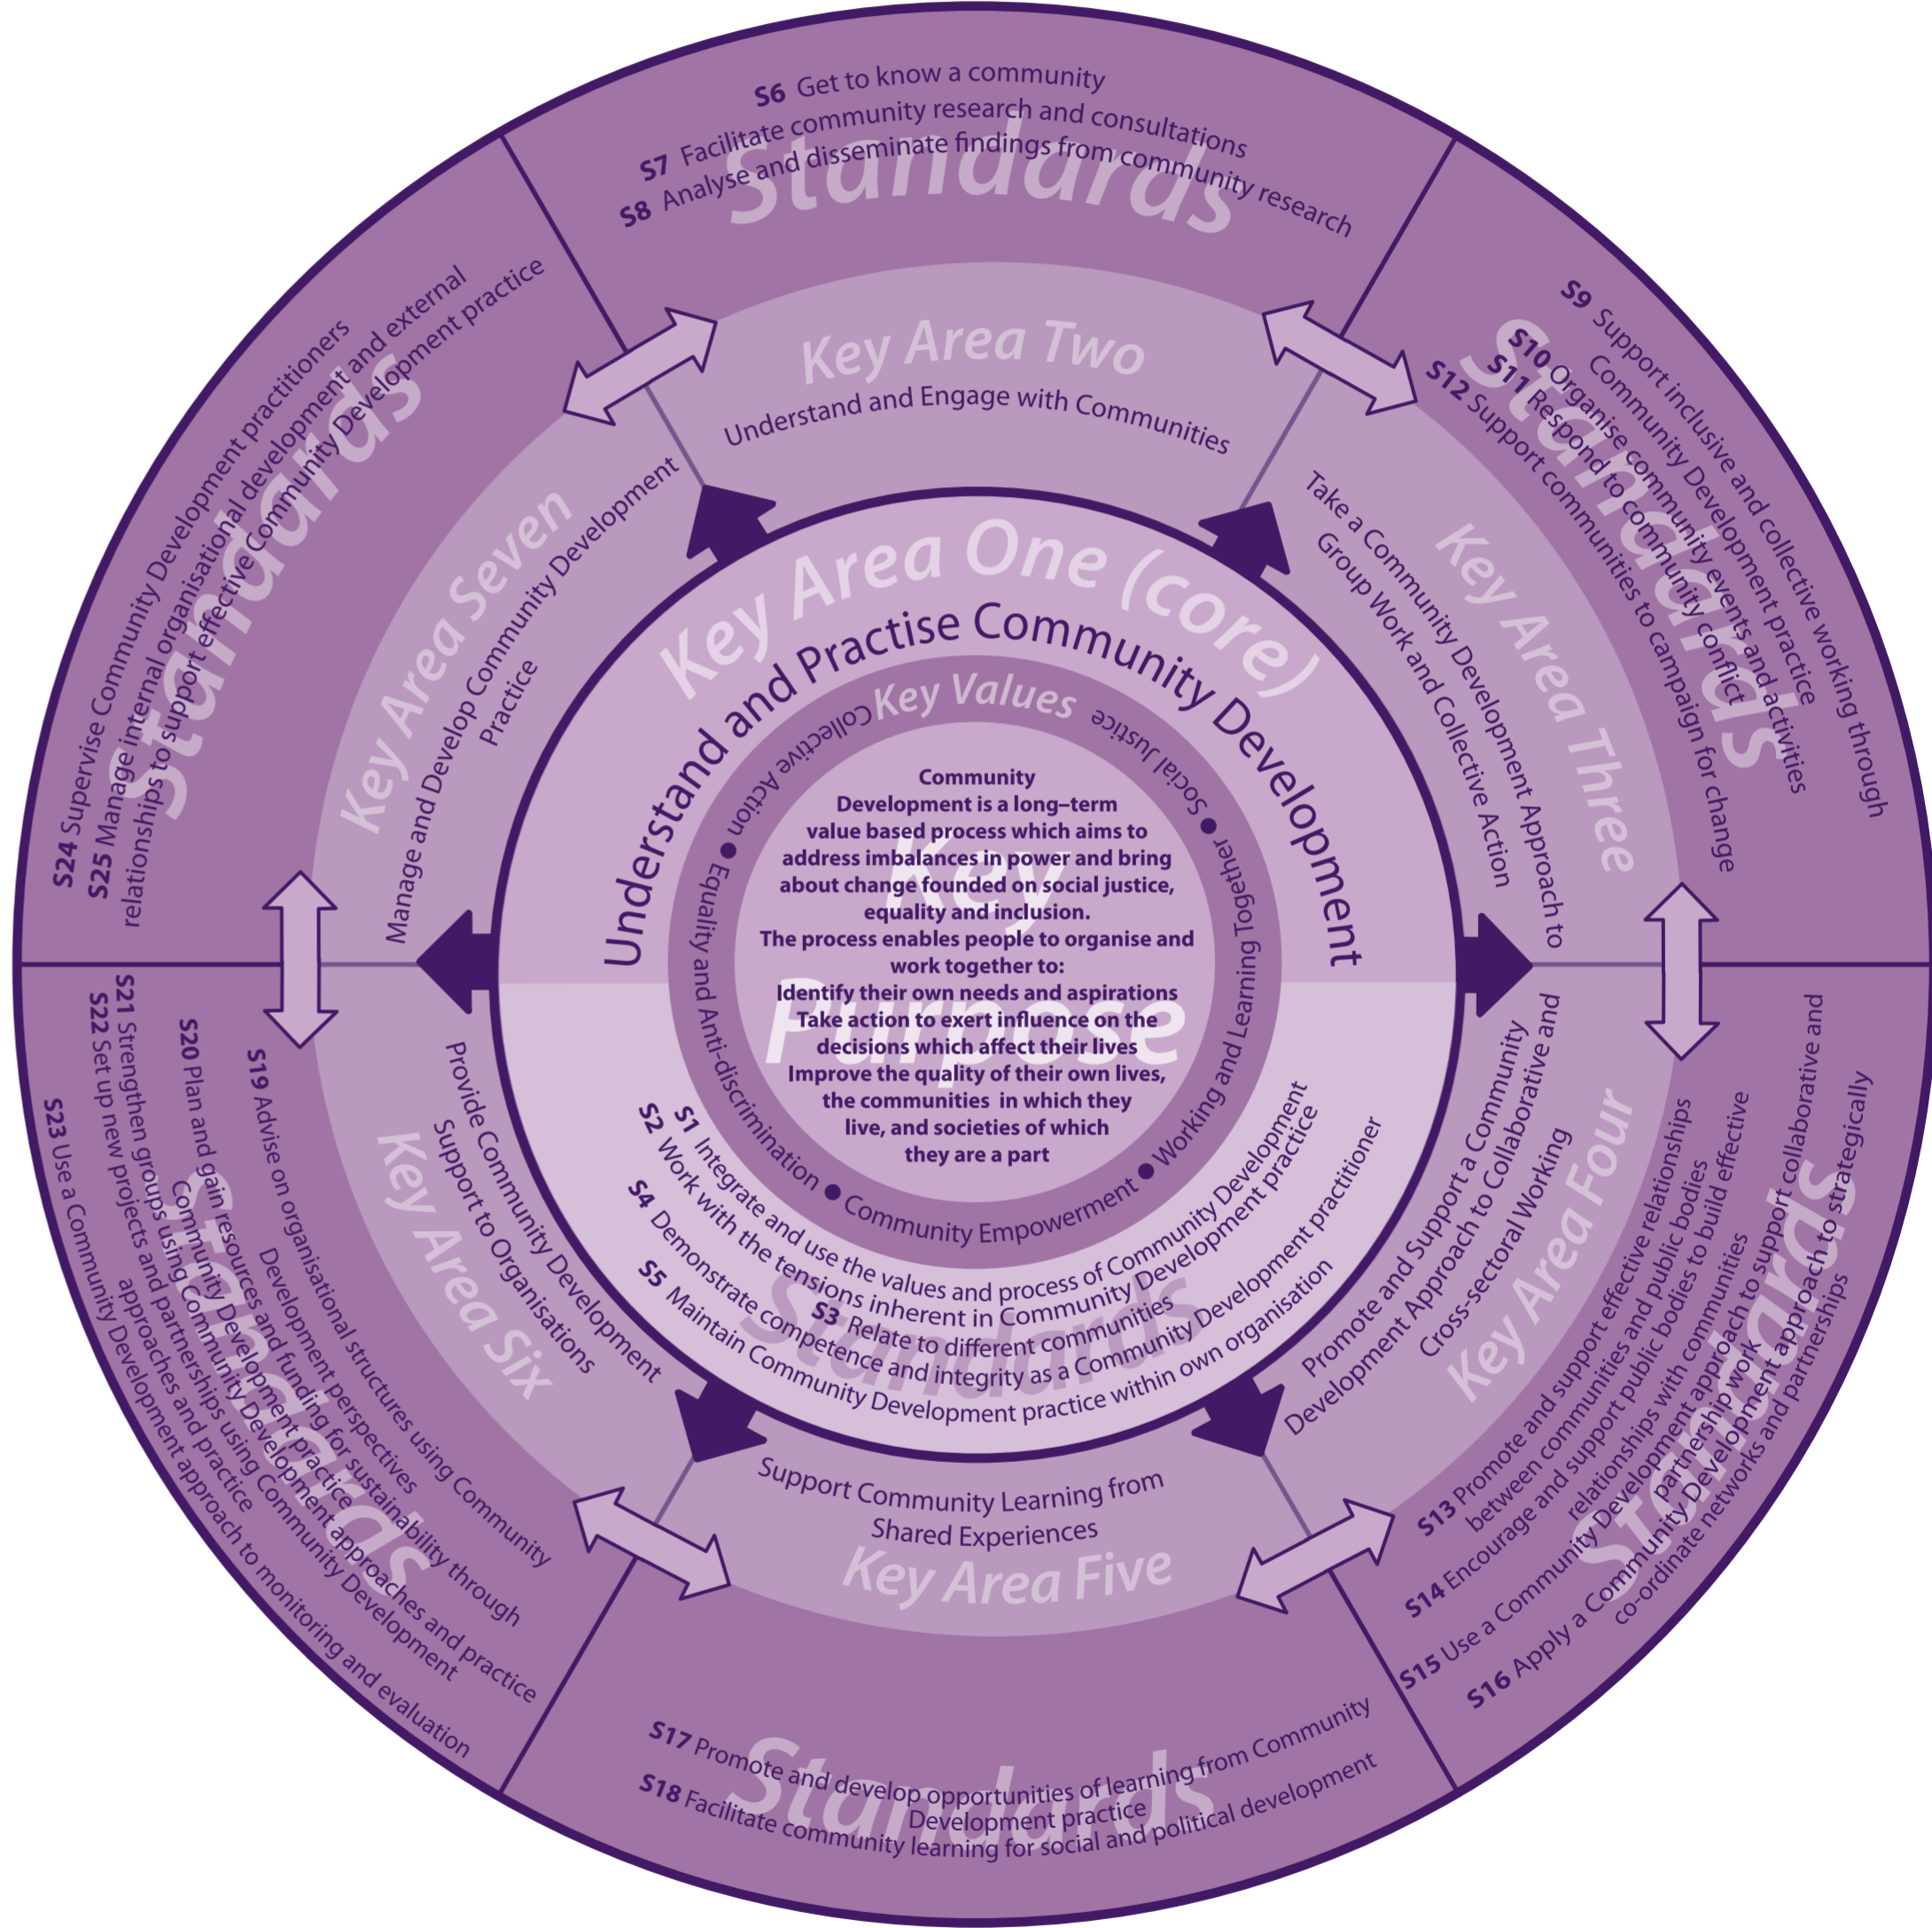 Standards
S6 Get to know a community
S7 Facilitate community research and consultations
S8 Analyse and disseminate findings from community research
Key Area Two
Understand and Engage with Communities
Standards
S9 Support inclusive and collective working through
Community Development practice
S10 Organise community events and activities
S11 Respond to community conflict
S12 Support communities to campaign for change
Key Area Three
Take a Community Development Approach to
Group Work and Collective Action
Standards
S13 Promote and support effective relationships
between communities and public bodies
S14 Encourage and support public bodies to build effective
relationships with communities
S15 Use a Community Development approach to support collaborative and
partnership work
S16 Apply a Community Development approach to strategically
co-ordinate networks and partnerships
Key Area Four
Promote and Support a Community
Development Approach to Collaborative and
Cross-sectoral Working
Standards
S17 Promote and develop opportunities of learning from Community
Development practice
S18 Facilitate community learning for social and political development
Support Community Learning from
Shared Experiences
Key Area Five
Standards
S19 Advise on organisational structures using Community
Development perspectives
S20 Plan and gain resources and funding for sustainability through
Community Development practice
S21 Strengthen groups using Community Development approaches and practice
S22 Set up new projects and partnerships using Community Development
approaches and practice
S23 Use a Community Development approach to monitoring and evaluation
Key Area Six
Provide Community Development
Support to Organisations
Standards
S24 Supervise Community Development practitioners
S25 Manage internal organisational development and external
relationships to support effective Community Development practice
Key Area Seven
Manage and Develop Community Development
Practice
Key Area One (core)
Understand and Practise Community Development
Standards
S1 Integrate and use the values and process of Community Development
S2 Work with the tensions inherent in Community Development practice
S3 Relate to different communities
S4 Demonstrate competence and integrity as a Community Development practitioner
S5 Maintain Community Development practice within own organisation
Key Values
Social Justice ● Working and Learning Together ● Community Empowerment ● Equality and Anti-discrimination ● Collective Action
Key
Purpose
Community
Development is a long–term
value based process which aims to
address imbalances in power and bring
about change founded on social justice,
equality and inclusion.
The process enables people to organise and
work together to:
Identify their own needs and aspirations
Take action to exert influence on the
decisions which affect their lives
Improve the quality of their own lives,
the communities in which they
live, and societies of which
they are a part